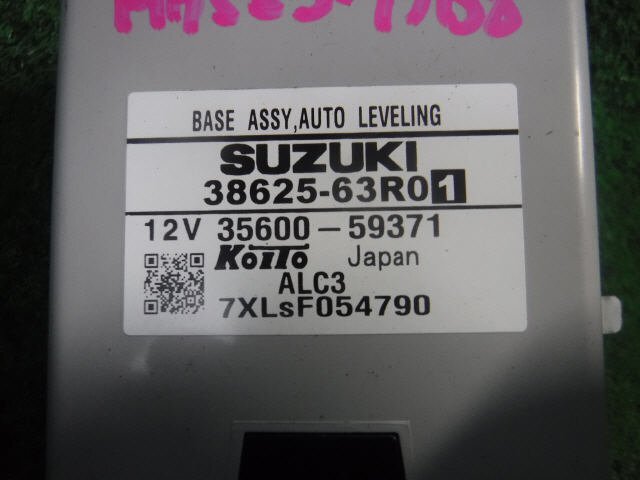 BASE ASSY,AUTO LEVELING
SUZUKI
38625-63R01
12V 35600-59371
KOITO Japan
ALC3
7XLsF054790